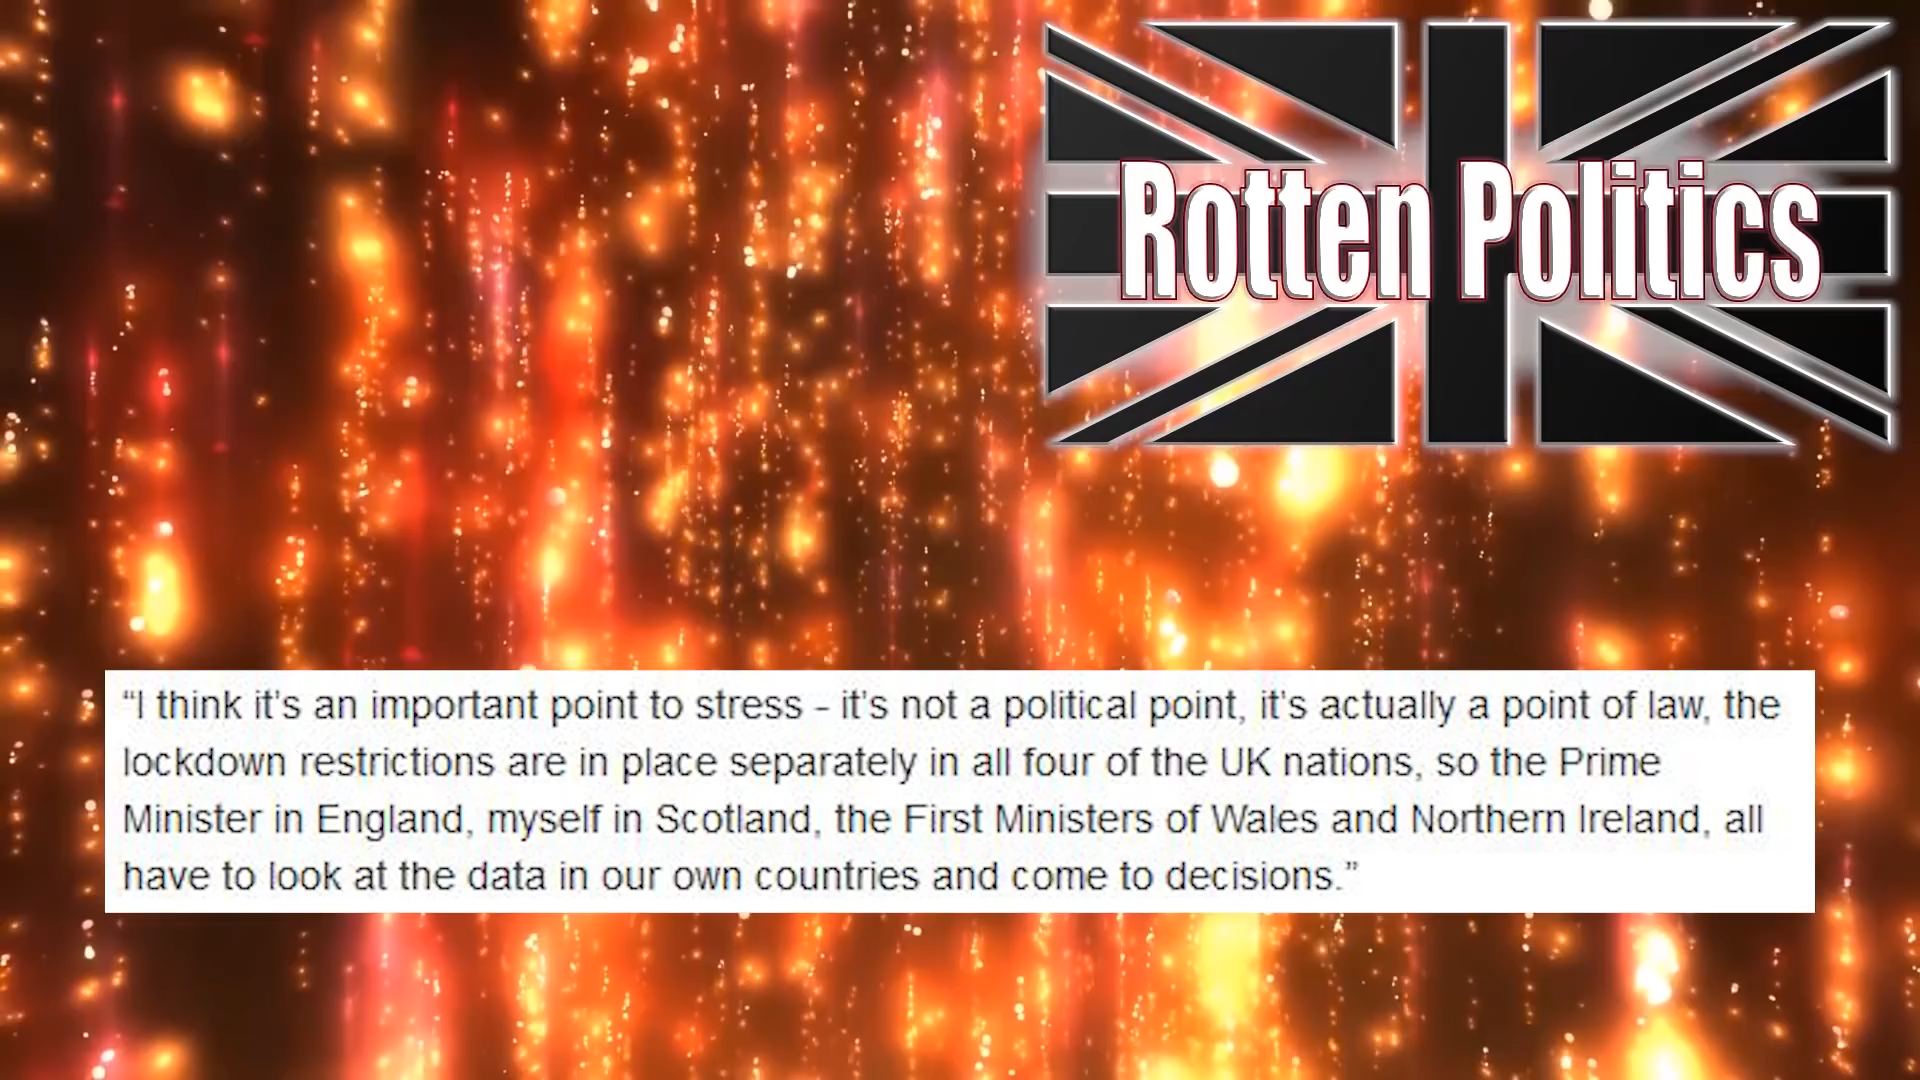 Rotten Politics
“I think it’s an important point to stress - it’s not a political point, it’s actually a point of law, the
lockdown restrictions are in place separately in all four of the UK nations, so the Prime
Minister in England, myself in Scotland, the First Ministers of Wales and Northern Ireland, all
have to look at the data in our own countries and come to decisions.”